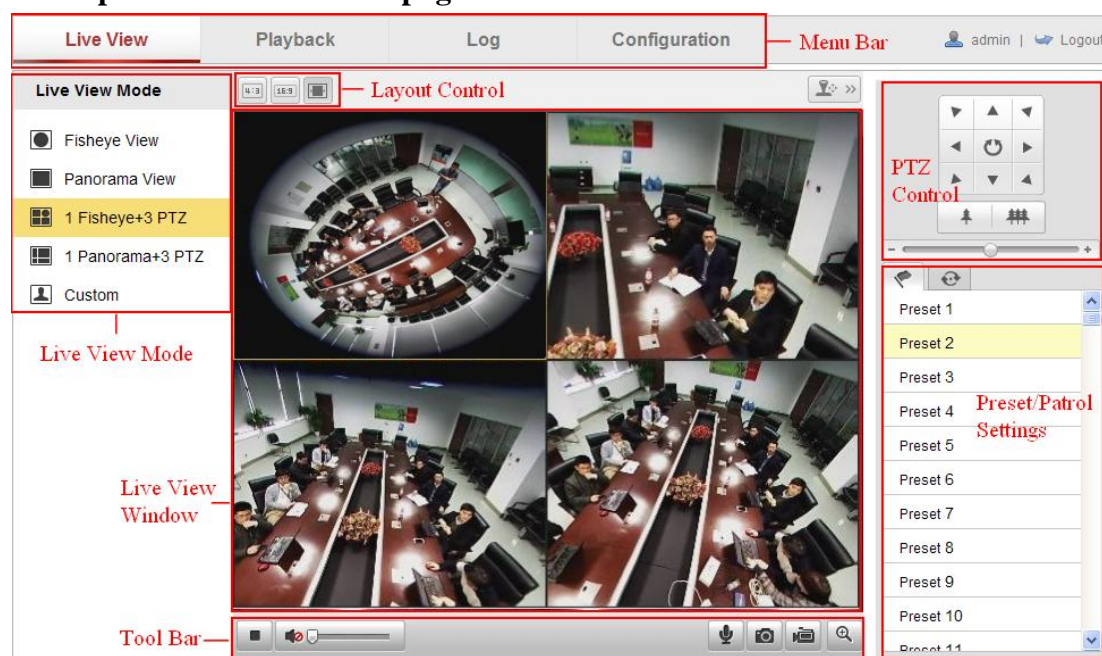 Live View Playback Log Configuration Menu Bar admin | Logout
Live View Mode
4:3 16:9 Layout Control
Fisheye View
Panorama View
1 Fisheye+3 PTZ
1 Panorama+3 PTZ
Custom
Live View Mode
Live View
Window
Tool Bar
PTZ
Control
- +
Preset 1
Preset 2
Preset 3
Preset 4
Preset 5
Preset 6
Preset 7
Preset 8
Preset 9
Preset 10
Preset 11
Preset/Patrol
Settings